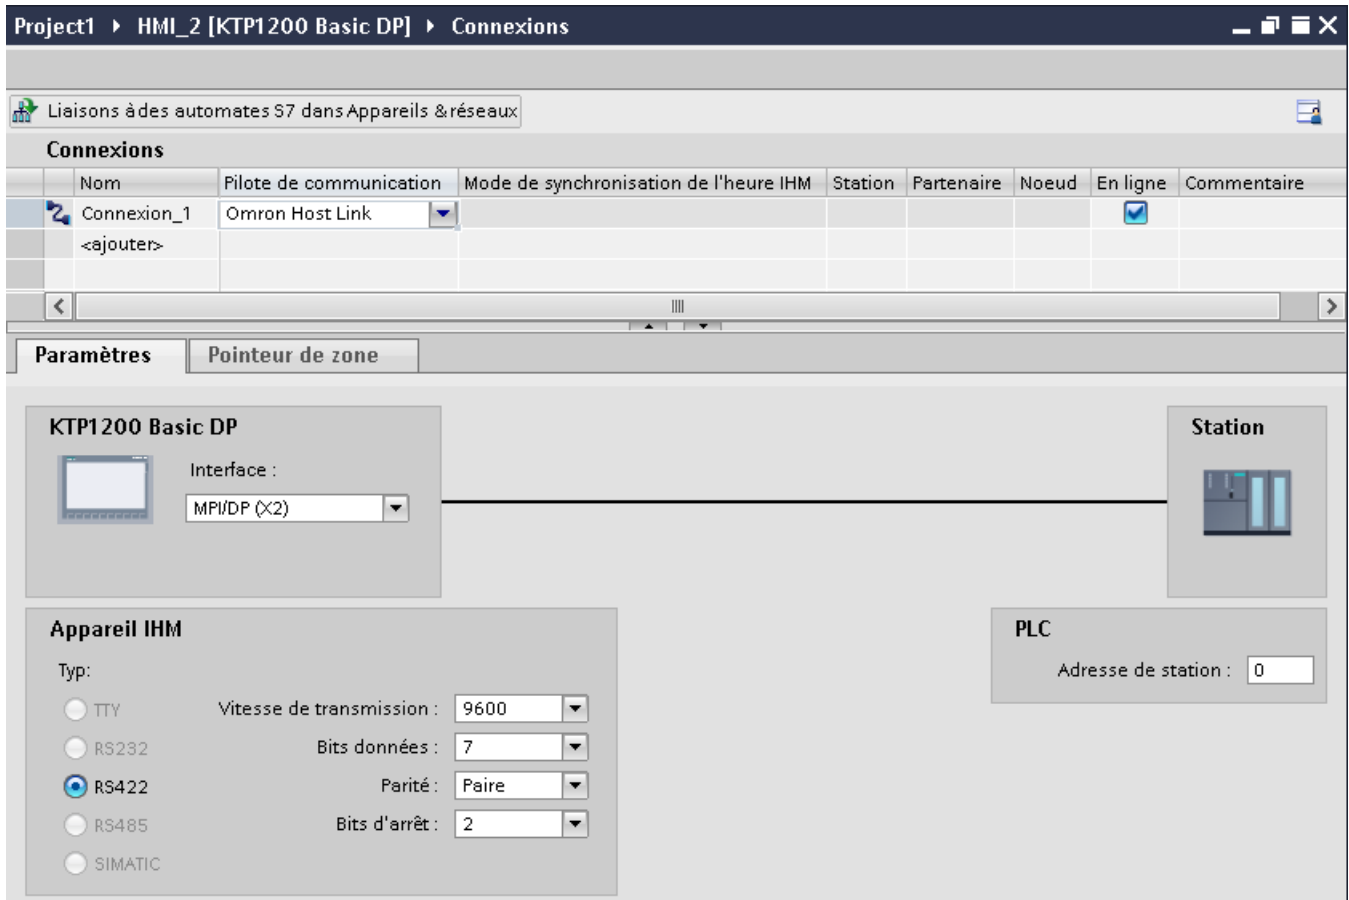 Project1 ▸ HMI_2 [KTP1200 Basic DP] ▸ Connexions
Liaisons à des automates S7 dans Appareils & réseaux
Connexions
Nom Pilote de communication Mode de synchronisation de l'heure IHM Station Partenaire Noeud En ligne Commentaire
Connexion_1 Omron Host Link
<ajouter>
Paramètres Pointeur de zone
KTP1200 Basic DP Station
Interface :
MPI/DP (X2)
Appareil IHM PLC
Typ: Adresse de station : 0
TTY Vitesse de transmission : 9600
RS232 Bits données : 7
RS422 Parité : Paire
RS485 Bits d'arrêt : 2
SIMATIC